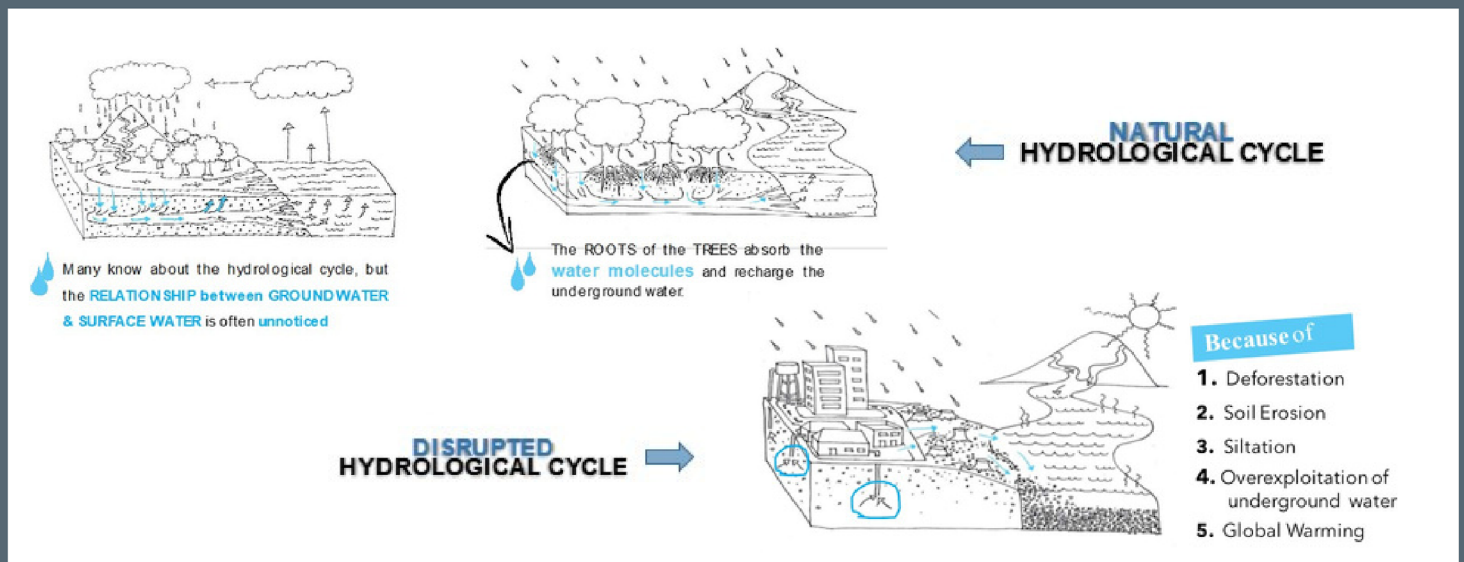 NATURAL
HYDROLOGICAL CYCLE
Many know about the hydrological cycle, but
the RELATIONSHIP between GROUNDWATER
& SURFACE WATER is often unnoticed
The ROOTS of the TREES absorb the
water molecules and recharge the
underground water.
DISRUPTED
HYDROLOGICAL CYCLE
Because of
1. Deforestation
2. Soil Erosion
3. Siltation
4. Overexploitation of
underground water
5. Global Warming